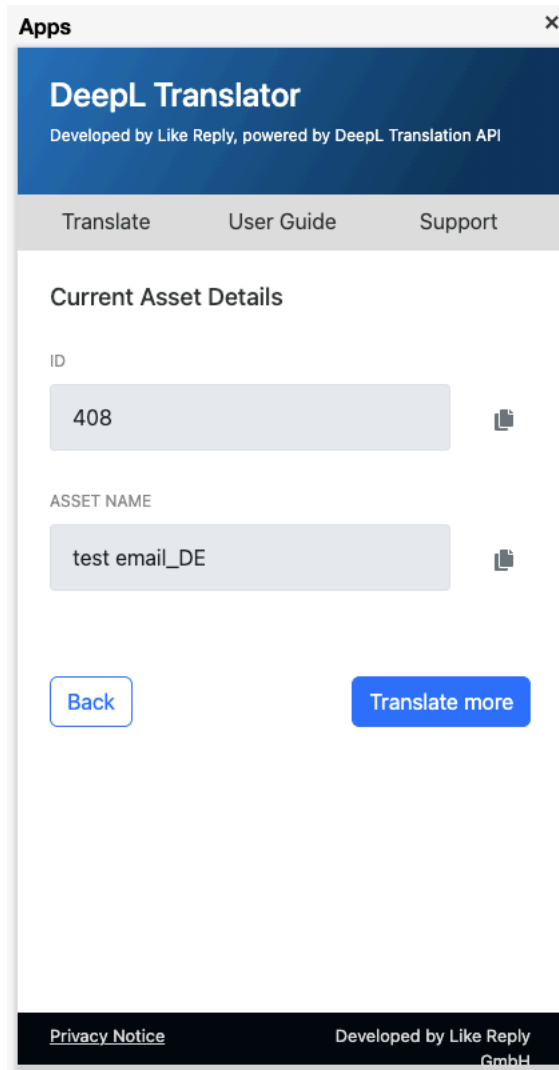 Apps
DeepL Translator
Developed by Like Reply, powered by DeepL Translation API
Translate User Guide Support
Current Asset Details
ID
408
ASSET NAME
test email_DE
Back Translate more
Privacy Notice Developed by Like Reply
GmbH